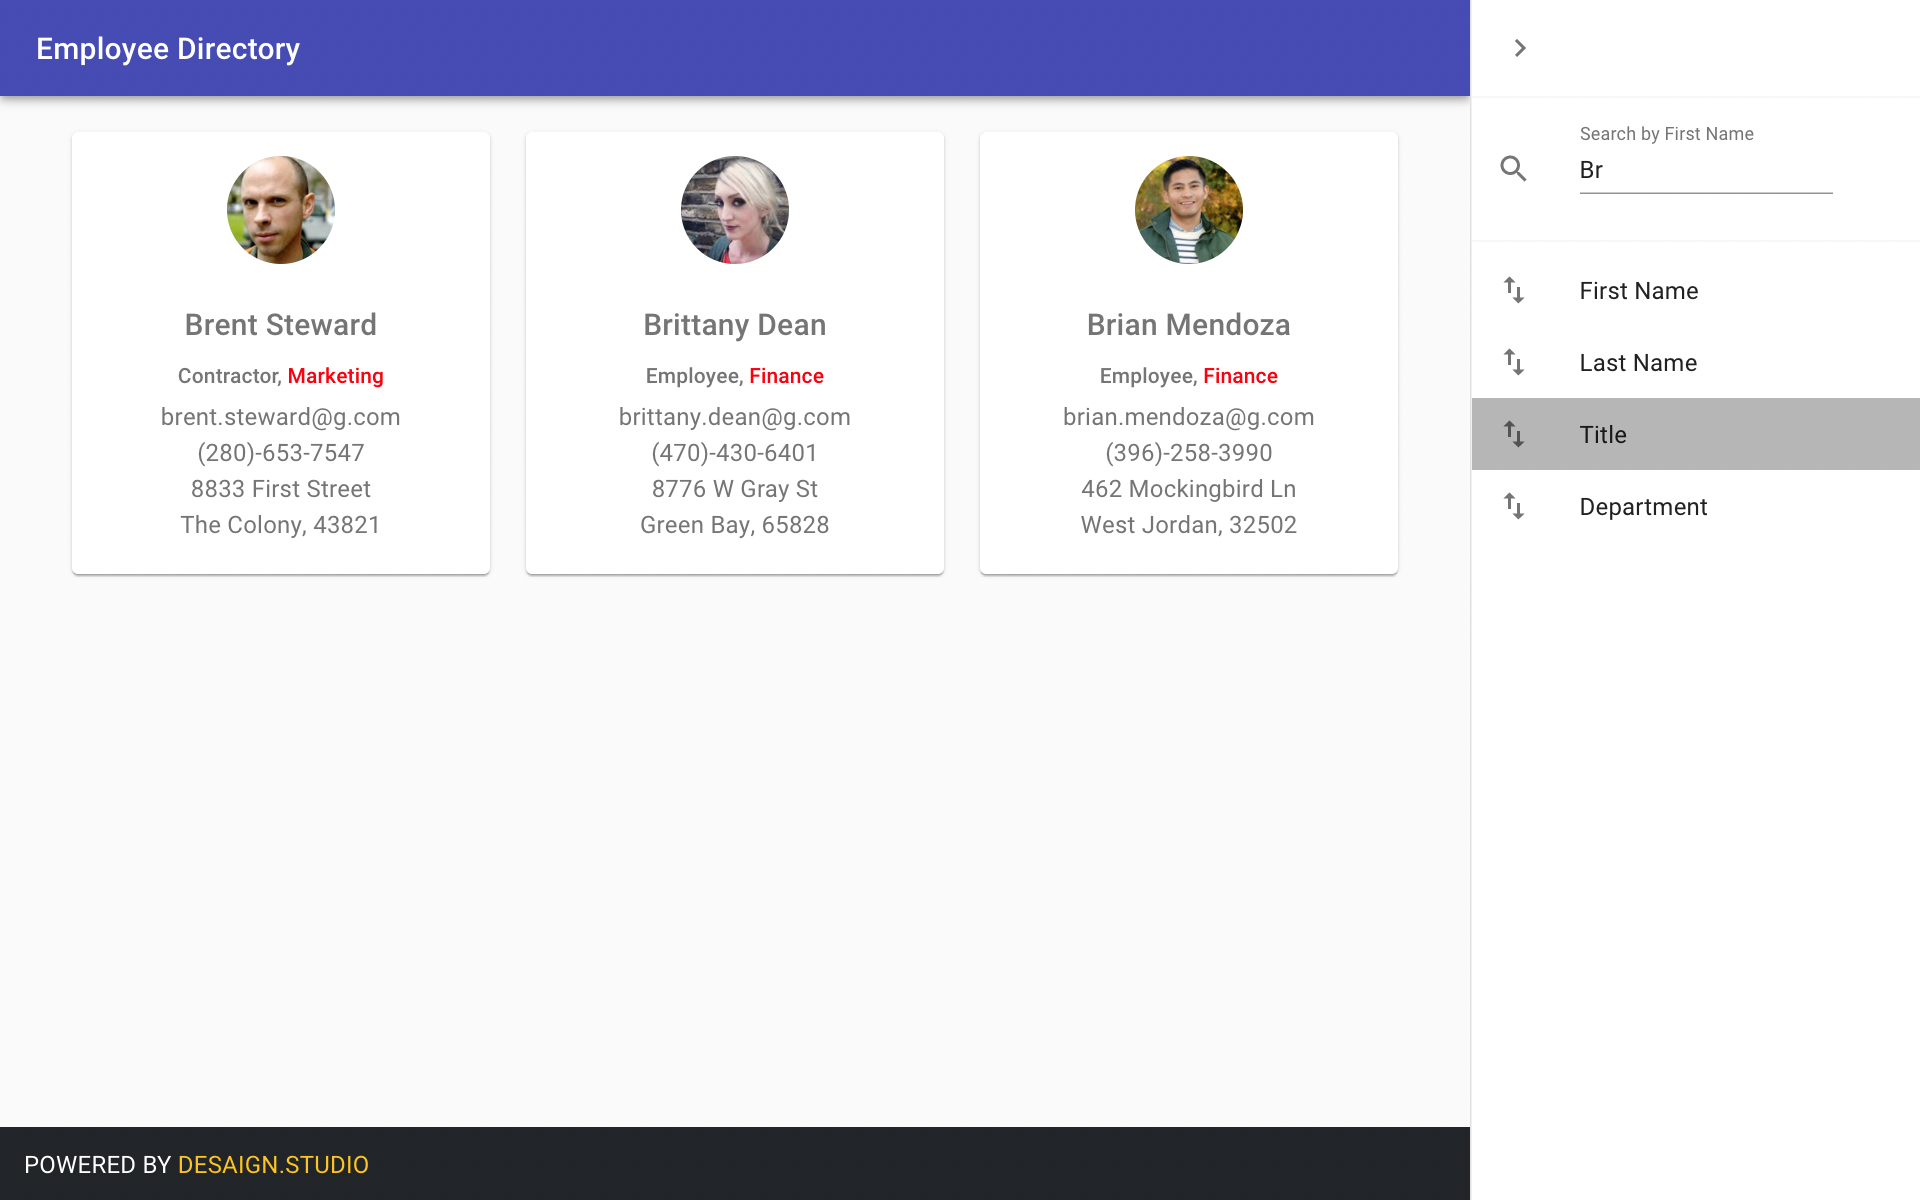 Employee Directory
Brent Steward
Contractor, Marketing
brent.steward@g.com
(280)-653-7547
8833 First Street
The Colony, 43821
Brittany Dean
Employee, Finance
brittany.dean@g.com
(470)-430-6401
8776 W Gray St
Green Bay, 65828
Brian Mendoza
Employee, Finance
brian.mendoza@g.com
(396)-258-3990
462 Mockingbird Ln
West Jordan, 32502
Search by First Name
Br
First Name
Last Name
Title
Department
POWERED BY DESAIGN.STUDIO